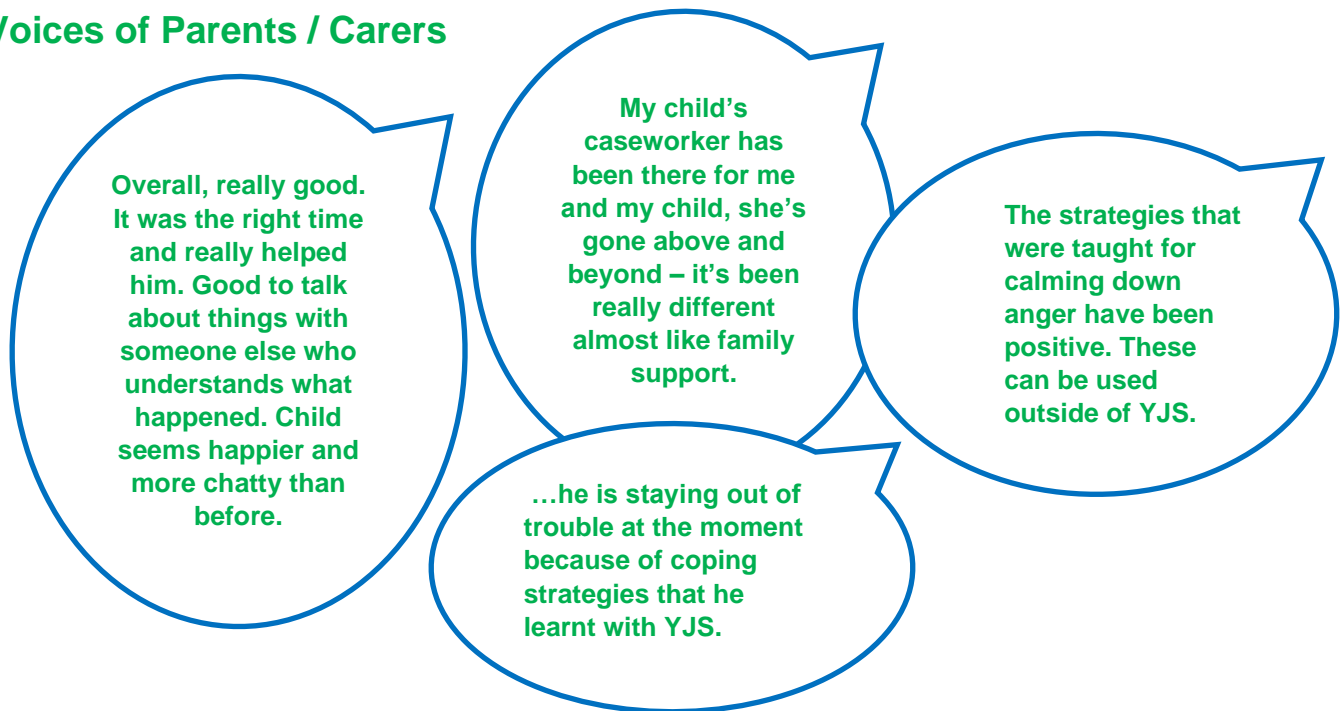 Voices of Parents / Carers
Overall, really good.
It was the right time
and really helped
him. Good to talk
about things with
someone else who
understands what
happened. Child
seems happier and
more chatty than
before.
My child’s
caseworker has
been there for me
and my child, she’s
gone above and
beyond – it’s been
really different
almost like family
support.
The strategies that
were taught for
calming down
anger have been
positive. These
can be used
outside of YJS.
…he is staying out of
trouble at the moment
because of coping
strategies that he
learnt with YJS.